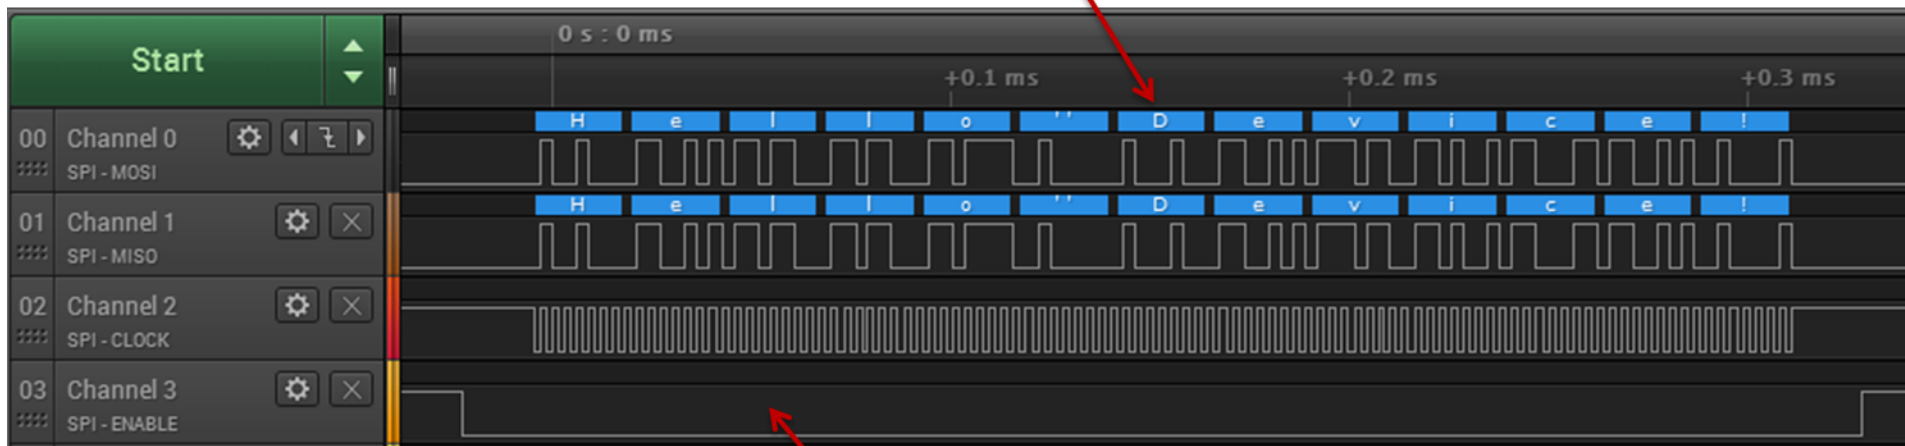 Start
0 s : 0 ms
+0.1 ms +0.2 ms +0.3 ms
H e l l o ' ' D e v i c e !
00 Channel 0
SPI - MOSI
H e l l o ' ' D e v i c e !
01 Channel 1
SPI - MISO
02 Channel 2
SPI - CLOCK
03 Channel 3
SPI - ENABLE